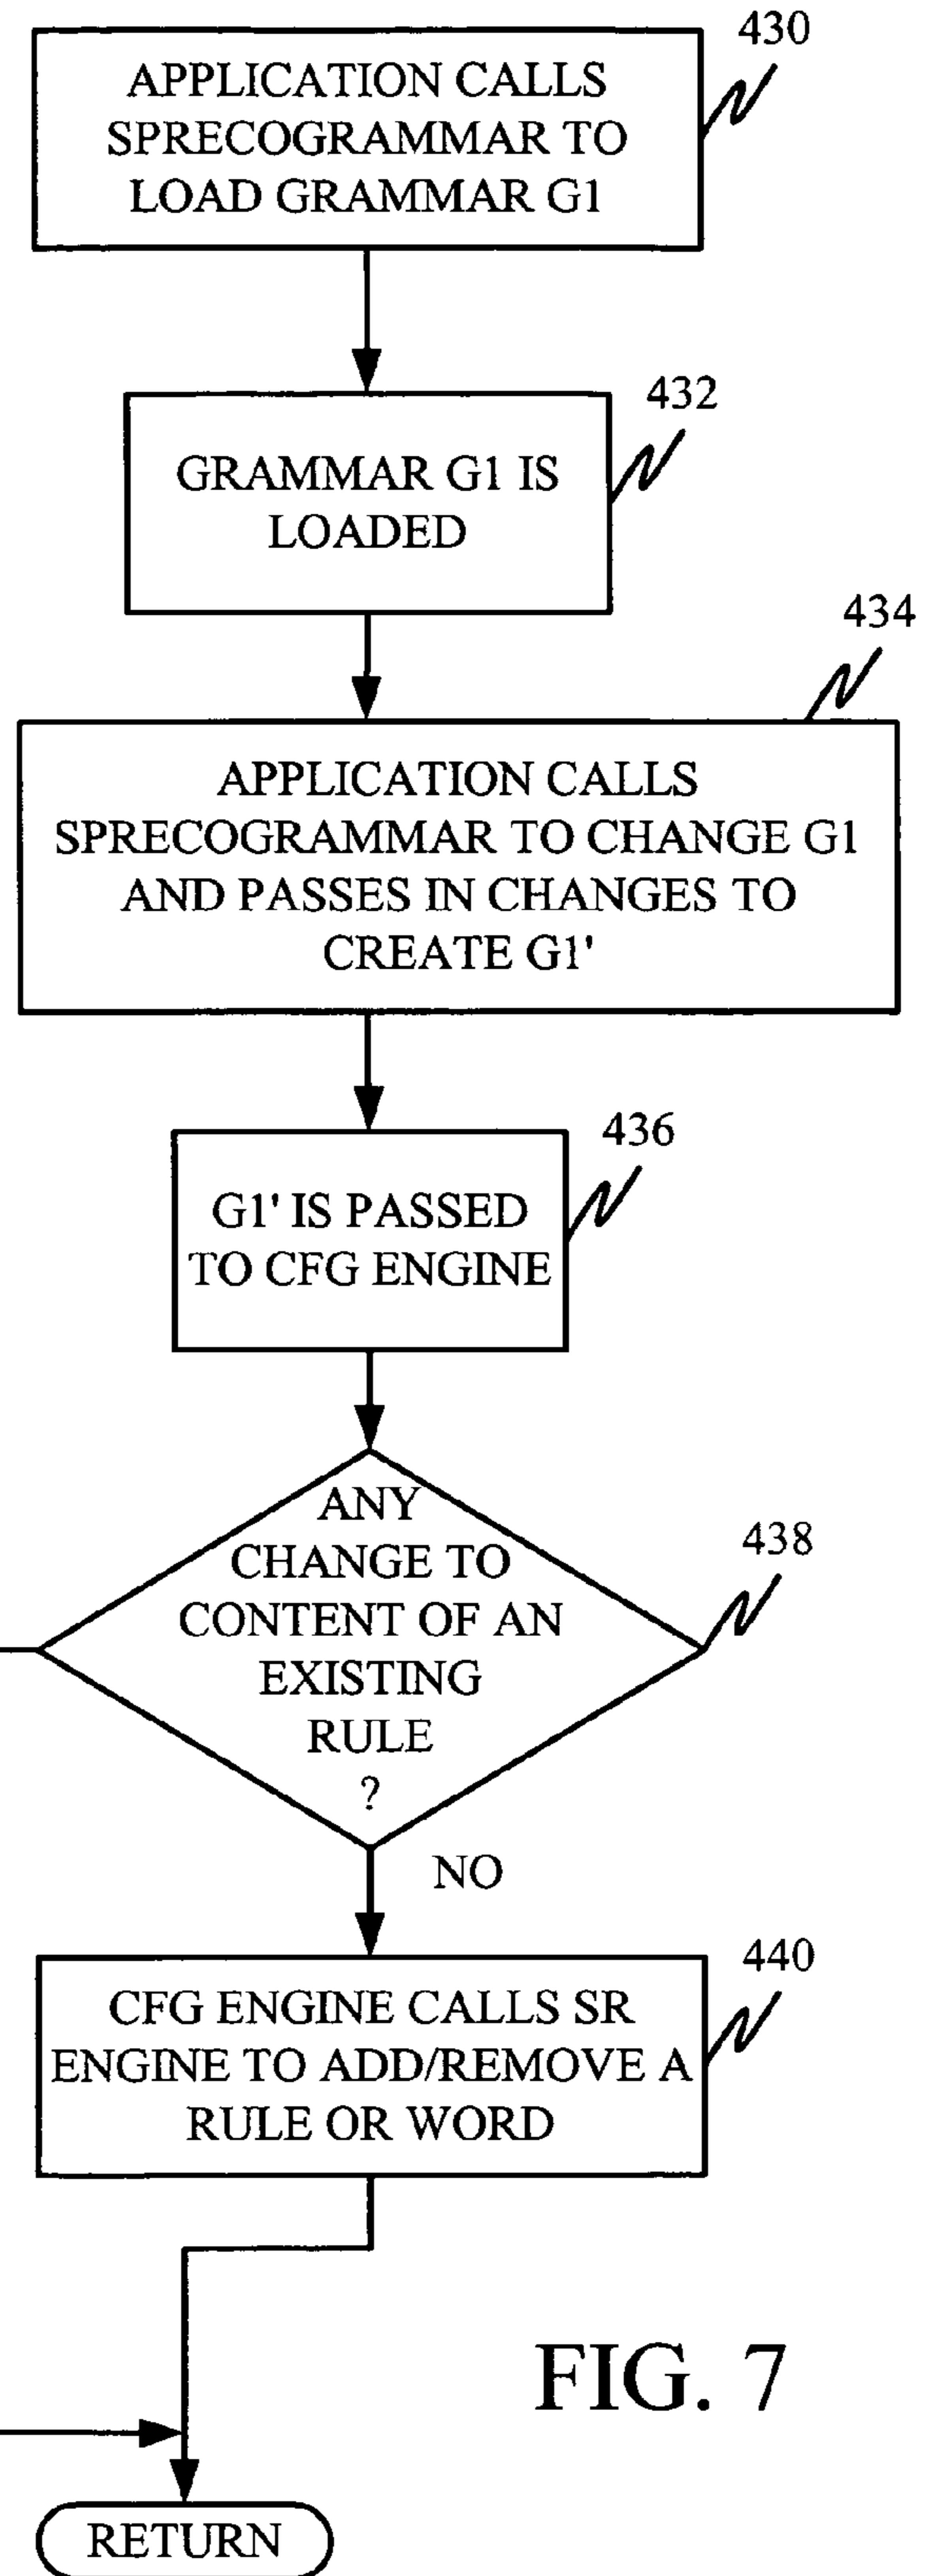 430
APPLICATION CALLS
SPRECOGRAMMAR TO
LOAD GRAMMAR G1
432
GRAMMAR G1 IS
LOADED
434
APPLICATION CALLS
SPRECOGRAMMAR TO CHANGE G1
AND PASSES IN CHANGES TO
CREATE G1'
436
G1' IS PASSED
TO CFG ENGINE
438
ANY
CHANGE TO
CONTENT OF AN
EXISTING
RULE
?
NO
440
CFG ENGINE CALLS SR
ENGINE TO ADD/REMOVE A
RULE OR WORD
FIG. 7
RETURN